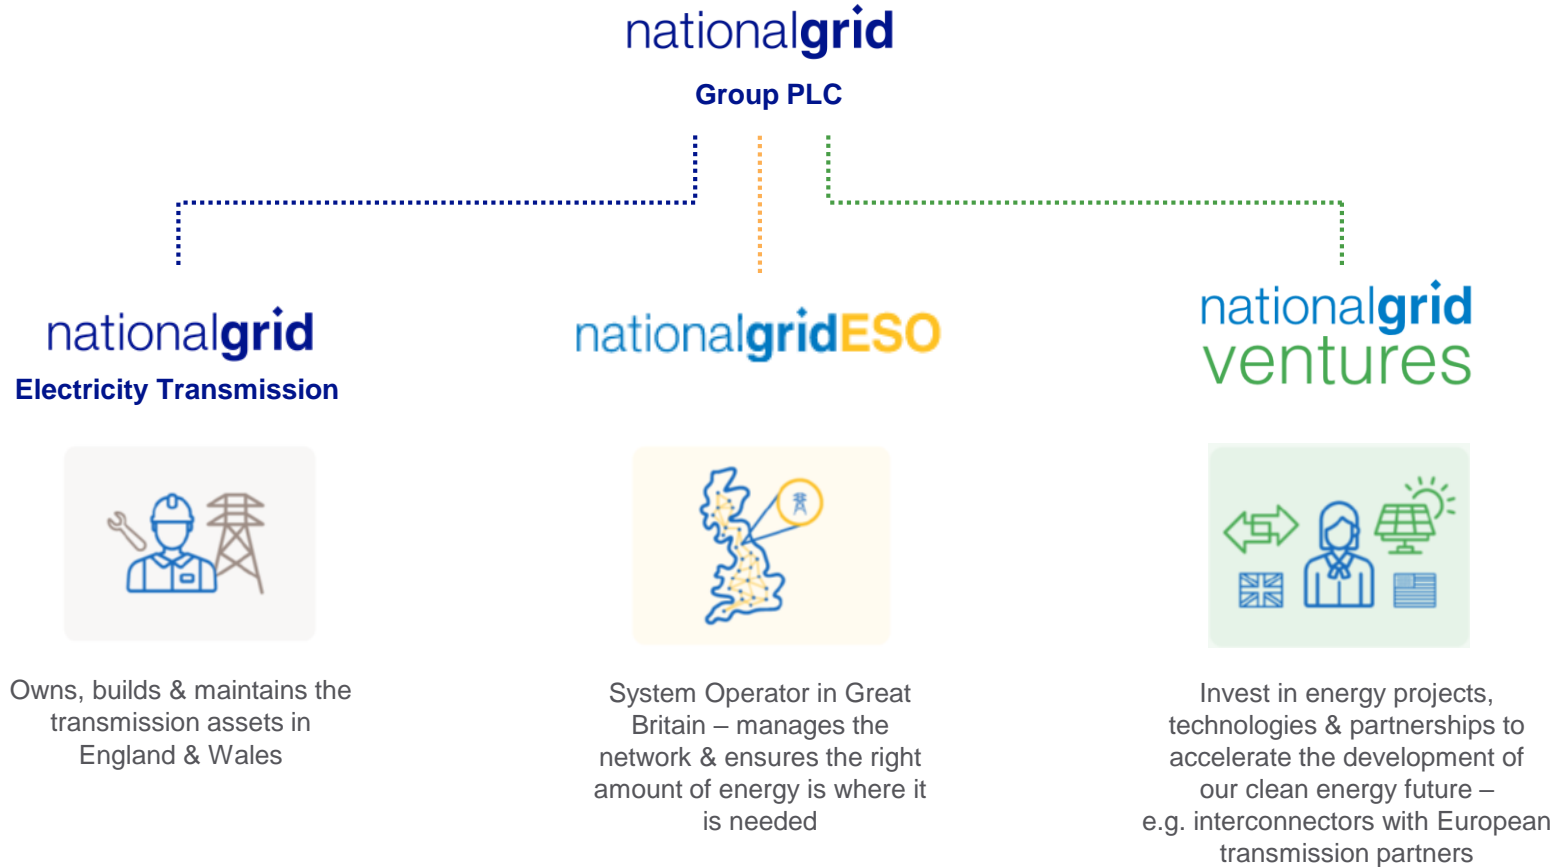 nationalgrid
Group PLC
nationalgrid
Electricity Transmission
nationalgridESO
nationalgrid
ventures
Owns, builds & maintains the
transmission assets in
England & Wales
System Operator in Great
Britain – manages the
network & ensures the right
amount of energy is where it
is needed
Invest in energy projects,
technologies & partnerships to
accelerate the development of
our clean energy future –
e.g. interconnectors with European
transmission partners